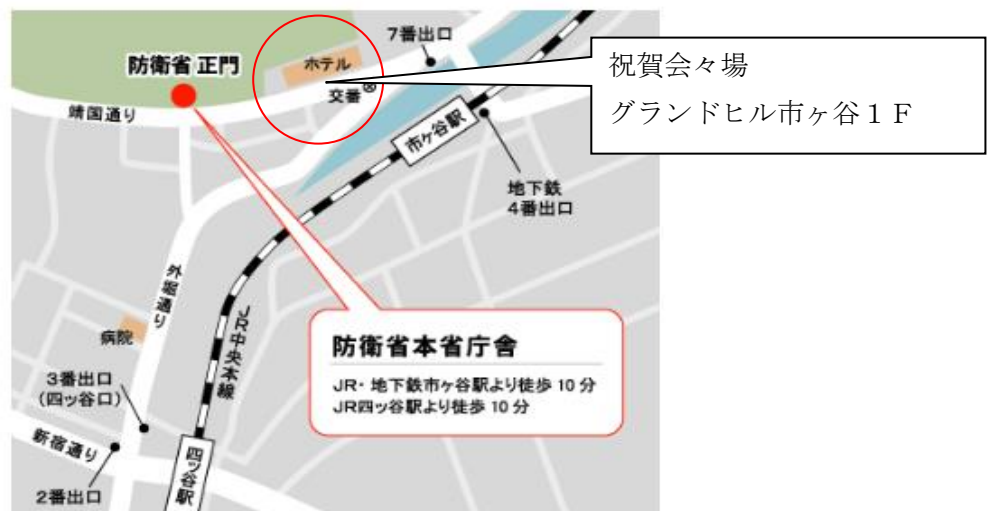 7番出口
防衛省 正門
ホテル
交番
靖国通り
祝賀会々場
グランドヒル市ヶ谷１Ｆ
市ヶ谷駅
地下鉄
4番出口
外堀通り
病院
JR中央本線
防衛省本省庁舎
JR・地下鉄市ヶ谷駅より徒歩 10 分
JR四ッ谷駅より徒歩 10 分
3番出口
(四ッ谷口)
新宿通り
四ッ谷駅
2番出口